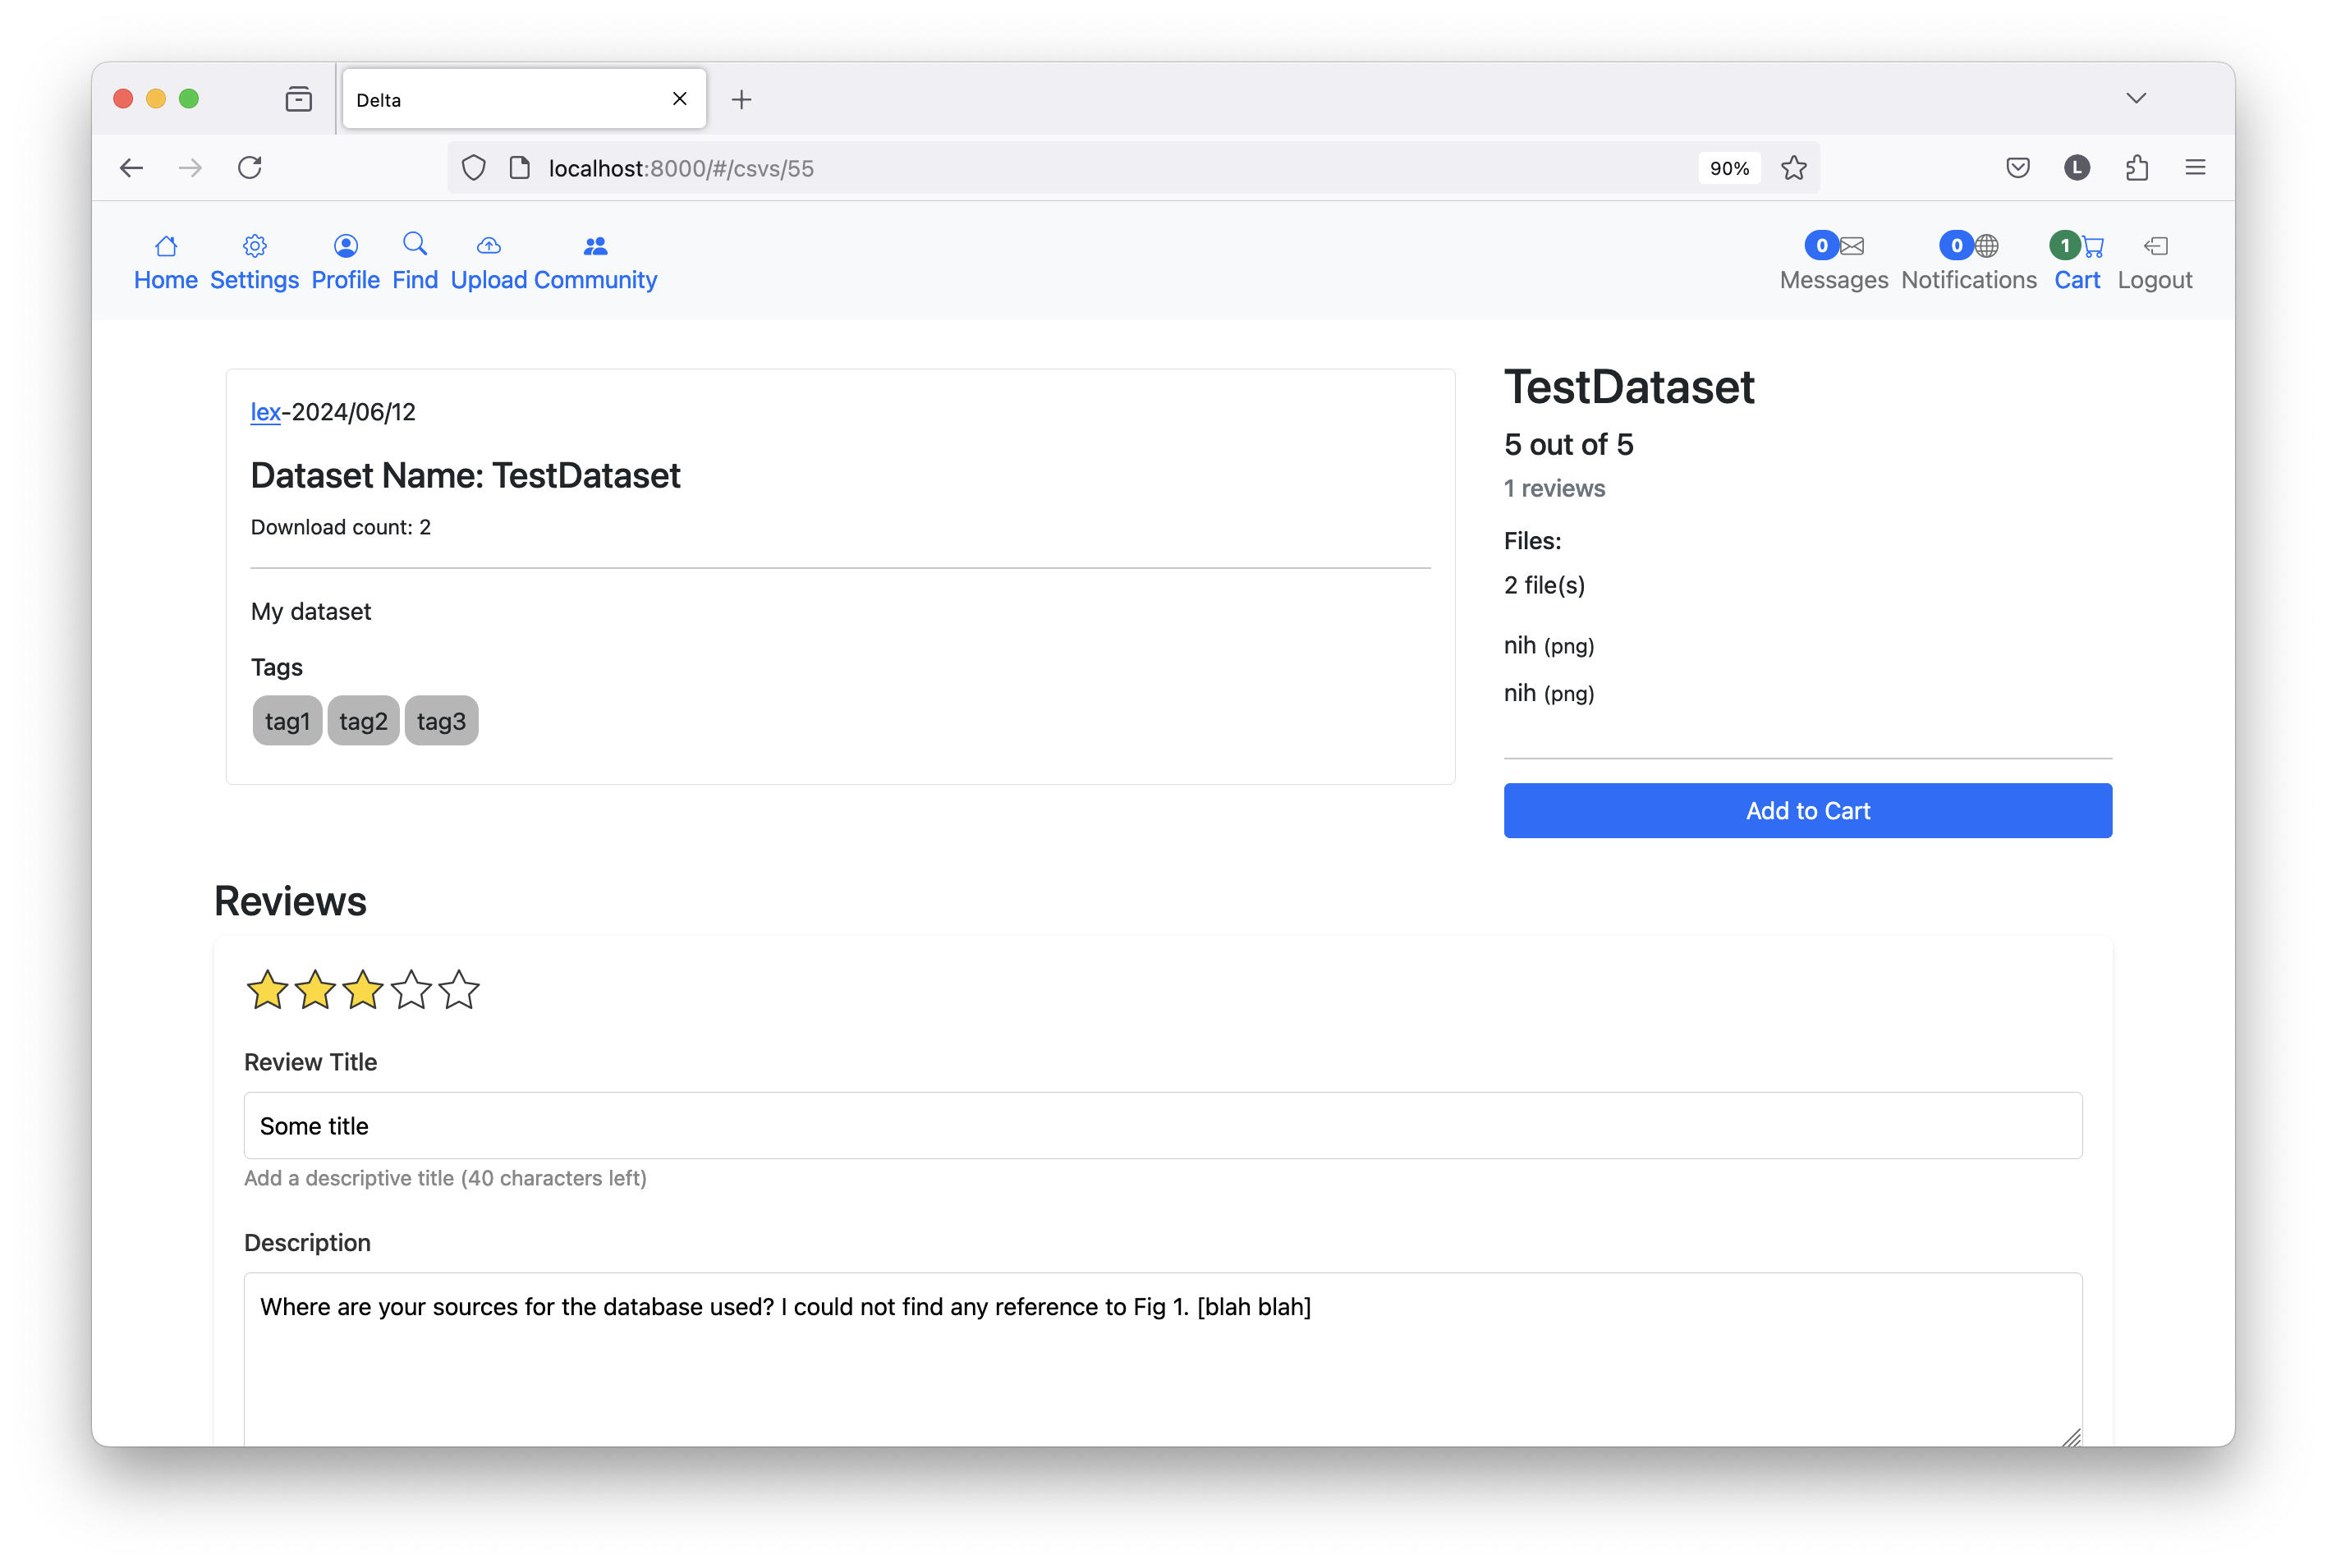 Delta
localhost:8000/#/csvs/55
90%
L
Home Settings Profile Find Upload Community
0 0 1
Messages Notifications Cart Logout
lex-2024/06/12
Dataset Name: TestDataset
Download count: 2
My dataset
Tags
tag1 tag2 tag3
TestDataset
5 out of 5
1 reviews
Files:
2 file(s)
nih (png)
nih (png)
Add to Cart
Reviews
Review Title
Some title
Add a descriptive title (40 characters left)
Description
Where are your sources for the database used? I could not find any reference to Fig 1. [blah blah]